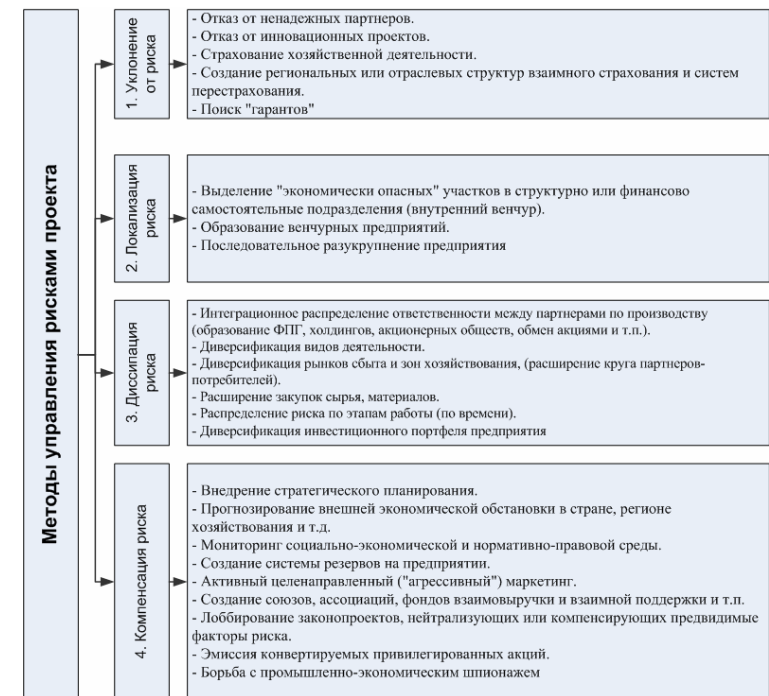 Методы управления рисками проекта
1. Уклонение
от риска
- Отказ от ненадежных партнеров.
- Отказ от инновационных проектов.
- Страхование хозяйственной деятельности.
- Создание региональных или отраслевых структур взаимного страхования и систем
перестрахования.
- Поиск "гарантов"
2. Локализация
риска
- Выделение "экономически опасных" участков в структурно или финансово
самостоятельные подразделения (внутренний венчур).
- Образование венчурных предприятий.
- Последовательное разукрупнение предприятия
3. Диссипация
риска
- Интеграционное распределение ответственности между партнерами по производству
(образование ФПГ, холдингов, акционерных обществ, обмен акциями и т.п.).
- Диверсификация видов деятельности.
- Диверсификация рынков сбыта и зон хозяйствования, (расширение круга партнеров-
потребителей).
- Расширение закупок сырья, материалов.
- Распределение риска по этапам работы (по времени).
- Диверсификация инвестиционного портфеля предприятия
4. Компенсация риска
- Внедрение стратегического планирования.
- Прогнозирование внешней экономической обстановки в стране, регионе
хозяйствования и т.д.
- Мониторинг социально-экономической и нормативно-правовой среды.
- Создание системы резервов на предприятии.
- Активный целенаправленный ("агрессивный") маркетинг.
- Создание союзов, ассоциаций, фондов взаимовыручки и взаимной поддержки и т.п.
- Лоббирование законопроектов, нейтрализующих или компенсирующих предвидимые
факторы риска.
- Эмиссия конвертируемых привилегированных акций.
- Борьба с промышленно-экономическим шпионажем